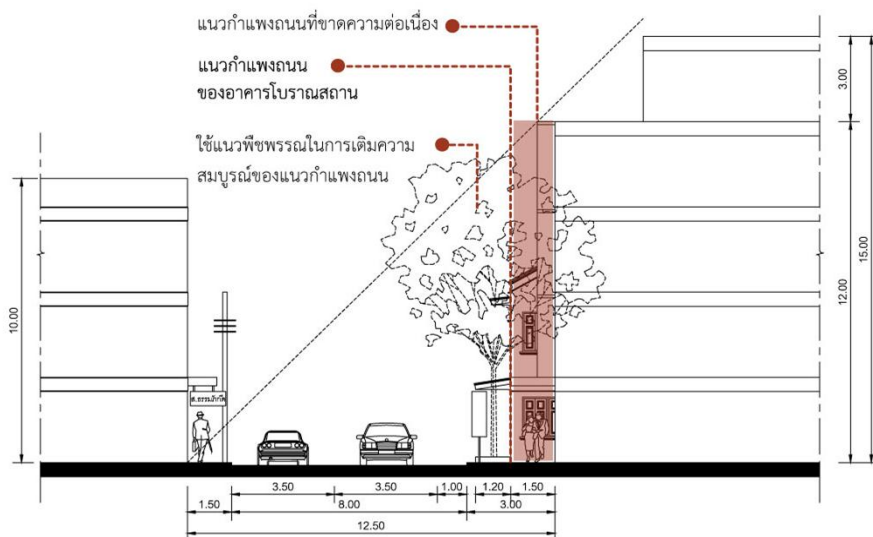 แนวกำแพงถนนที่ขาดความต่อเนื่อง
แนวกำแพงถนน
ของอาคารโบราณสถาน
ใช้แนวพืชพรรณในการเติมความ
สมบูรณ์ของแนวกำแพงถนน
3.00
15.00
12.00
10.00
3.50
3.50
1.00
1.20
1.50
1.50
8.00
3.00
12.50